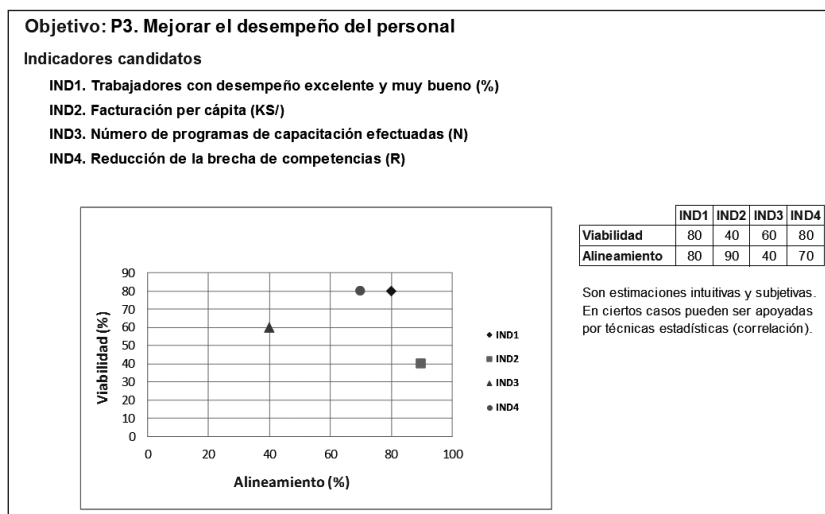 Objetivo: P3. Mejorar el desempeño del personal
Indicadores candidatos
IND1. Trabajadores con desempeño excelente y muy bueno (%)
IND2. Facturación per cápita (KS/)
IND3. Número de programas de capacitación efectuadas (N)
IND4. Reducción de la brecha de competencias (R)
Viabilidad (%)
90
80
70
60
50
40
30
20
10
0
0 20 40 60 80 100
Alineamiento (%)
IND1
IND2
IND3
IND4
IND1 IND2 IND3 IND4
Viabilidad 80 40 60 80
Alineamiento 80 90 40 70
Son estimaciones intuitivas y subjetivas.
En ciertos casos pueden ser apoyadas
por técnicas estadísticas (correlación).